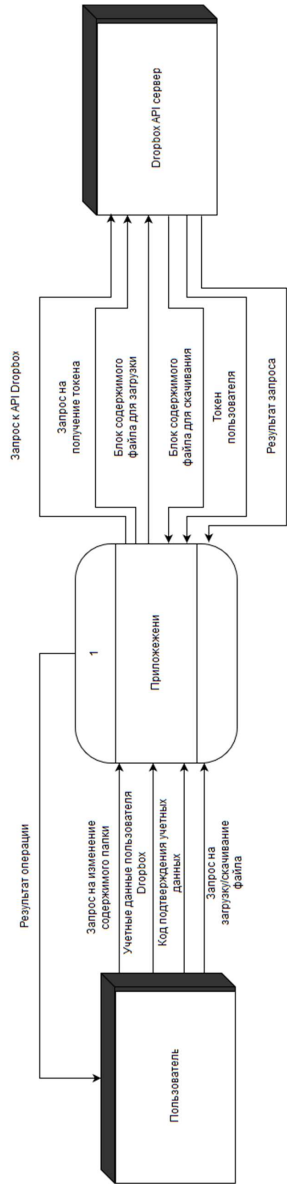 Результат операции
Запрос на изменение
содержимого папки
Учетные данные пользователя
Dropbox
Код подтверждения учетных
данных
Запрос на
загрузку/скачивание
файла
Пользователь
1
Приложежени
Запрос к API Dropbox
Запрос на
получение токена
Блок содержимого
файла для загрузки
Блок содержимого
файла для скачивания
Токен
пользователя
Результат запроса
Dropbox API сервер